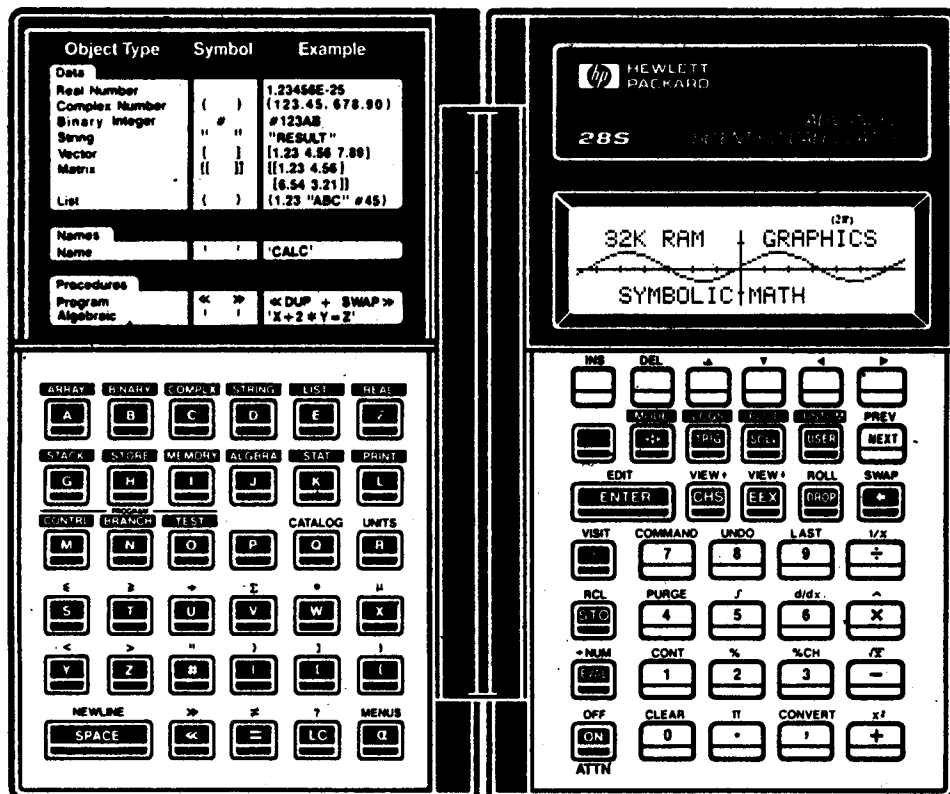 Object Type Symbol Example
Data
Real Number 1.23456E-25
Complex Number ( ) (123.45, 678.90)
Binary Integer # #123AB
String " " "RESULT"
Vector [ ] [1.23 4.56 7.89]
Matrix [[ ]] [[1.23 4.56]
[6.54 3.21]]
List { } {1.23 "ABC" #45}
Names
Name ' ' 'CALC'
Procedures
Program « » «DUP + SWAP»
Algebraic ' ' 'X+2*Y=Z'
ARRAY BINARY COMPLX STRING LIST REAL
A B C D E
STACK STORE MEMORY ALGBRA STAT PRINT
G H I J K L
PROGRAM
CONTRL BRANCH TEST CATALOG UNITS
M N O P Q R
≤ ≥ → Σ ° μ
S T U V W X
< > " ) ] }
Y Z # ( [ {
NEWLINE » ≠ ? MENUS
SPACE « = LC α
hp HEWLETT
PACKARD
28S
(2π)
32K RAM GRAPHICS
SYMBOLIC MATH
INS DEL ▲ ▼ ◀ ▶
MODE PREV
TRIG SOLV USER NEXT
EDIT VIEW↑ VIEW↓ ROLL SWAP
ENTER CHS EEX DROP
VISIT COMMAND UNDO LAST 1/x
7 8 9 ÷
RCL PURGE ∫ d/dx ^
STO 4 5 6 ×
→NUM CONT % %CH √x
EVAL 1 2 3 −
OFF CLEAR π CONVERT x²
ON 0 . , +
ATTN